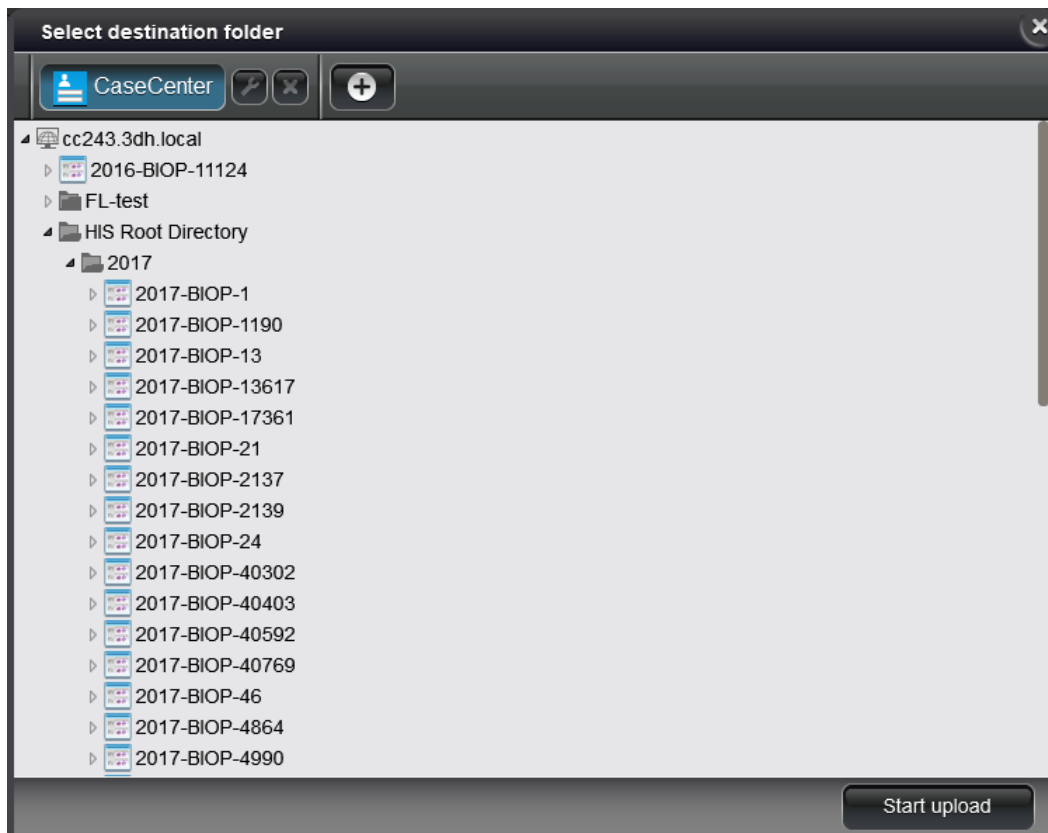 Select destination folder
CaseCenter
cc243.3dh.local
2016-BIOP-11124
FL-test
HIS Root Directory
2017
2017-BIOP-1
2017-BIOP-1190
2017-BIOP-13
2017-BIOP-13617
2017-BIOP-17361
2017-BIOP-21
2017-BIOP-2137
2017-BIOP-2139
2017-BIOP-24
2017-BIOP-40302
2017-BIOP-40403
2017-BIOP-40592
2017-BIOP-40769
2017-BIOP-46
2017-BIOP-4864
2017-BIOP-4990
Start upload